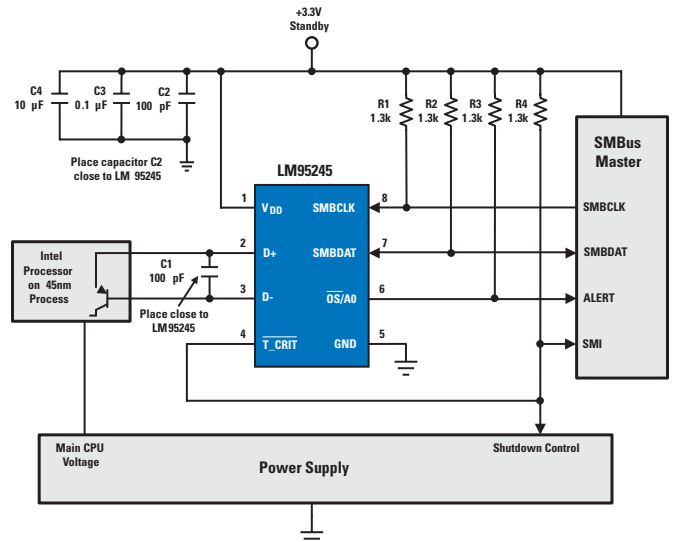 +3.3V
Standby
C4
10 µF
C3
0.1 µF
C2
100 pF
R1
1.3k
R2
1.3k
R3
1.3k
R4
1.3k
Place capacitor C2
close to LM 95245
SMBus
Master
LM95245
1
VDD
SMBCLK
8
SMBCLK
Intel
Processor
on 45nm
Process
2
D+
SMBDAT
7
SMBDAT
C1
100 pF
3
D-
OS/A0
6
ALERT
Place close to
LM95245
4
T_CRIT
GND
5
SMI
Main CPU
Voltage
Shutdown Control
Power Supply